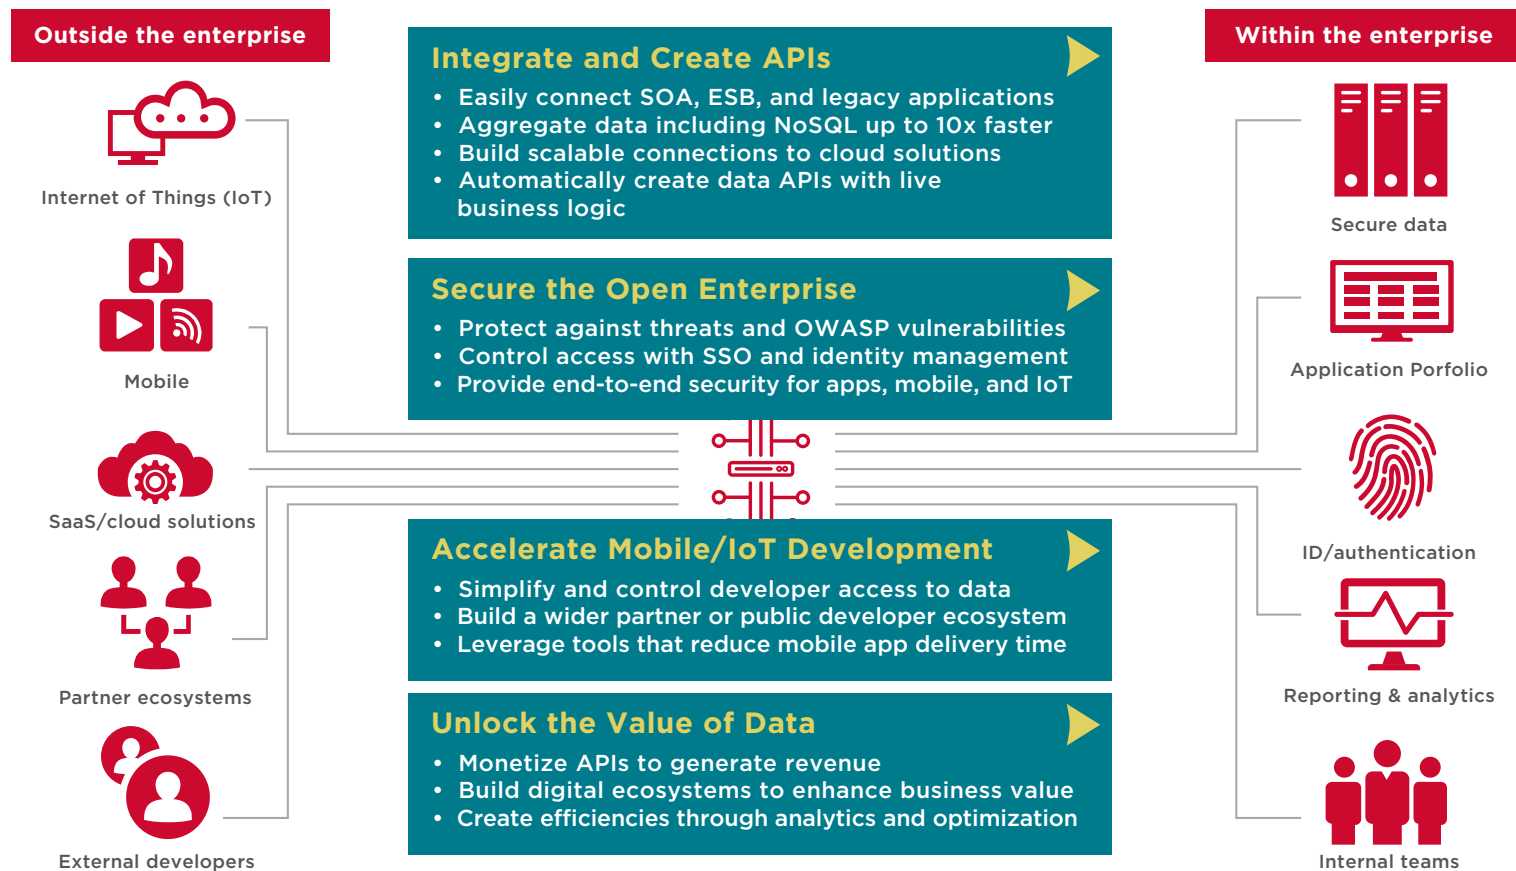 Outside the enterprise
Internet of Things (IoT)
Mobile
SaaS/cloud solutions
Partner ecosystems
External developers
Integrate and Create APIs
• Easily connect SOA, ESB, and legacy applications
• Aggregate data including NoSQL up to 10x faster
• Build scalable connections to cloud solutions
• Automatically create data APIs with live
business logic
Secure the Open Enterprise
• Protect against threats and OWASP vulnerabilities
• Control access with SSO and identity management
• Provide end-to-end security for apps, mobile, and IoT
Accelerate Mobile/IoT Development
• Simplify and control developer access to data
• Build a wider partner or public developer ecosystem
• Leverage tools that reduce mobile app delivery time
Unlock the Value of Data
• Monetize APIs to generate revenue
• Build digital ecosystems to enhance business value
• Create efficiencies through analytics and optimization
Within the enterprise
Secure data
Application Porfolio
ID/authentication
Reporting & analytics
Internal teams